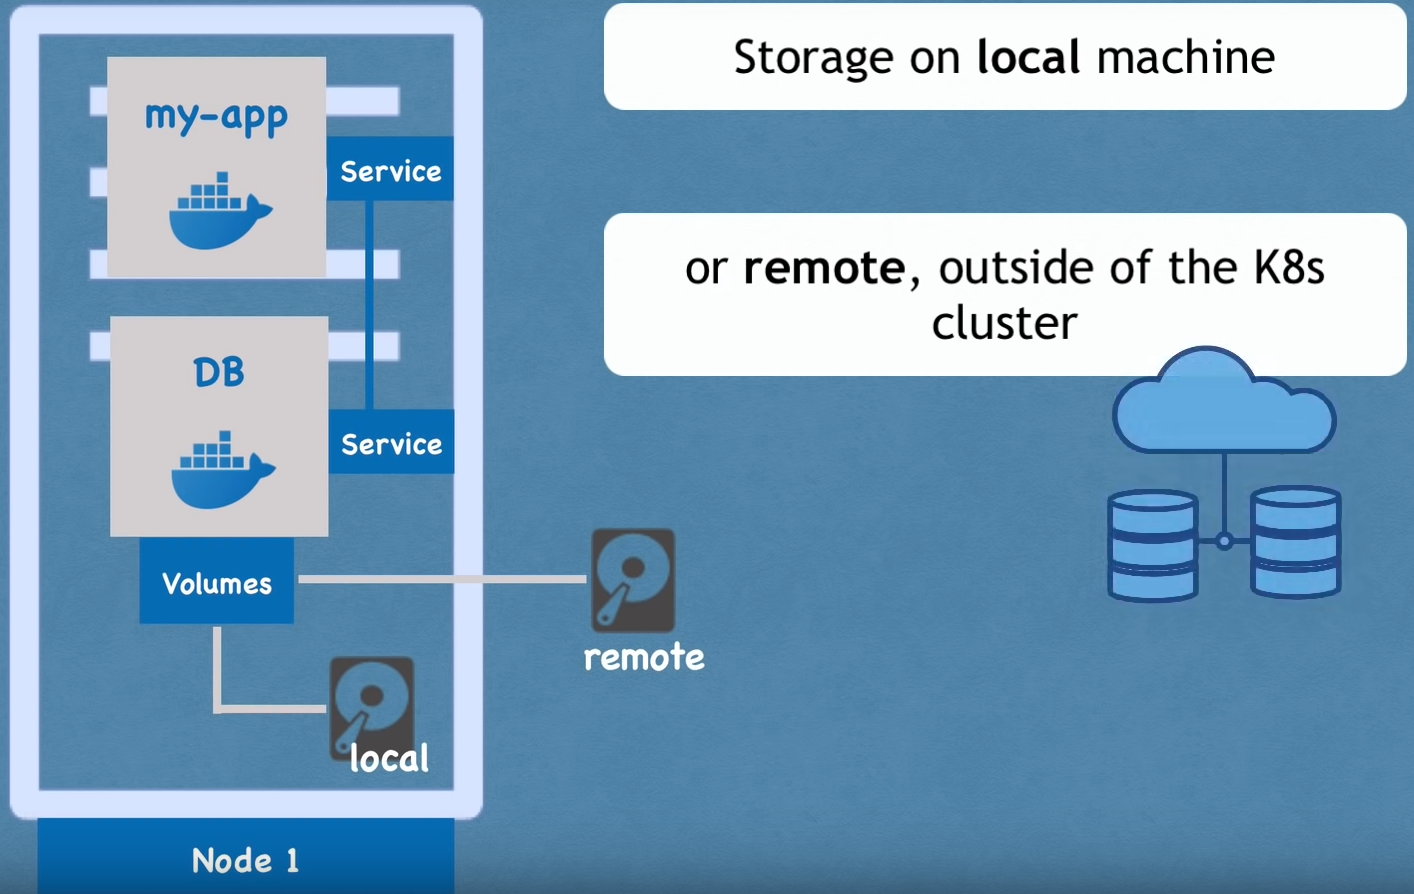 my-app
Service
DB
Service
Volumes
remote
local
Node 1
Storage on local machine
or remote, outside of the K8s
cluster